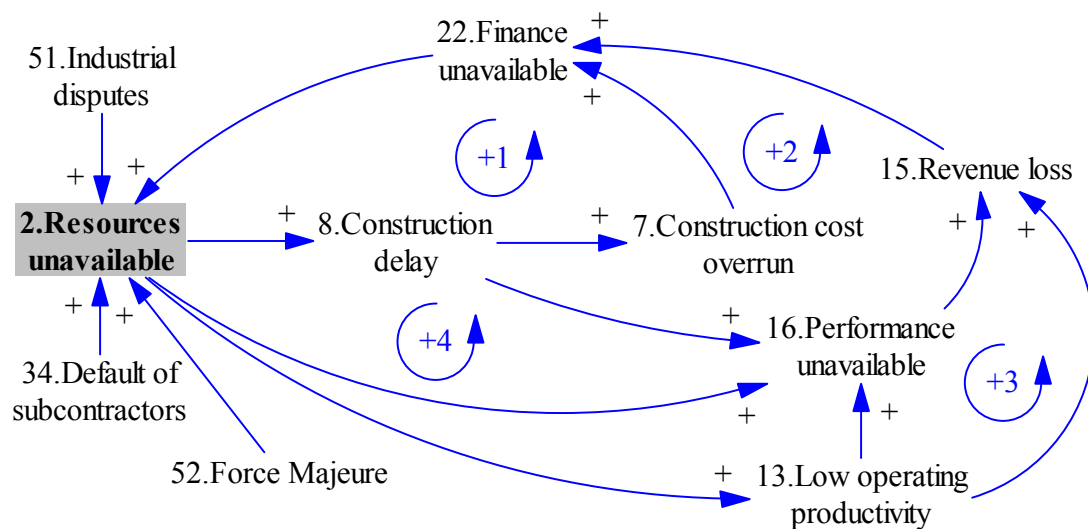 22.Finance
unavailable
+
+
51.Industrial
disputes
+
+
+1
+2
15.Revenue loss
+
+
2.Resources
unavailable
+
8.Construction
delay
+
7.Construction cost
overrun
+
+
+4
+
16.Performance
unavailable
+3
34.Default of
subcontractors
+
+
52.Force Majeure
+
13.Low operating
productivity